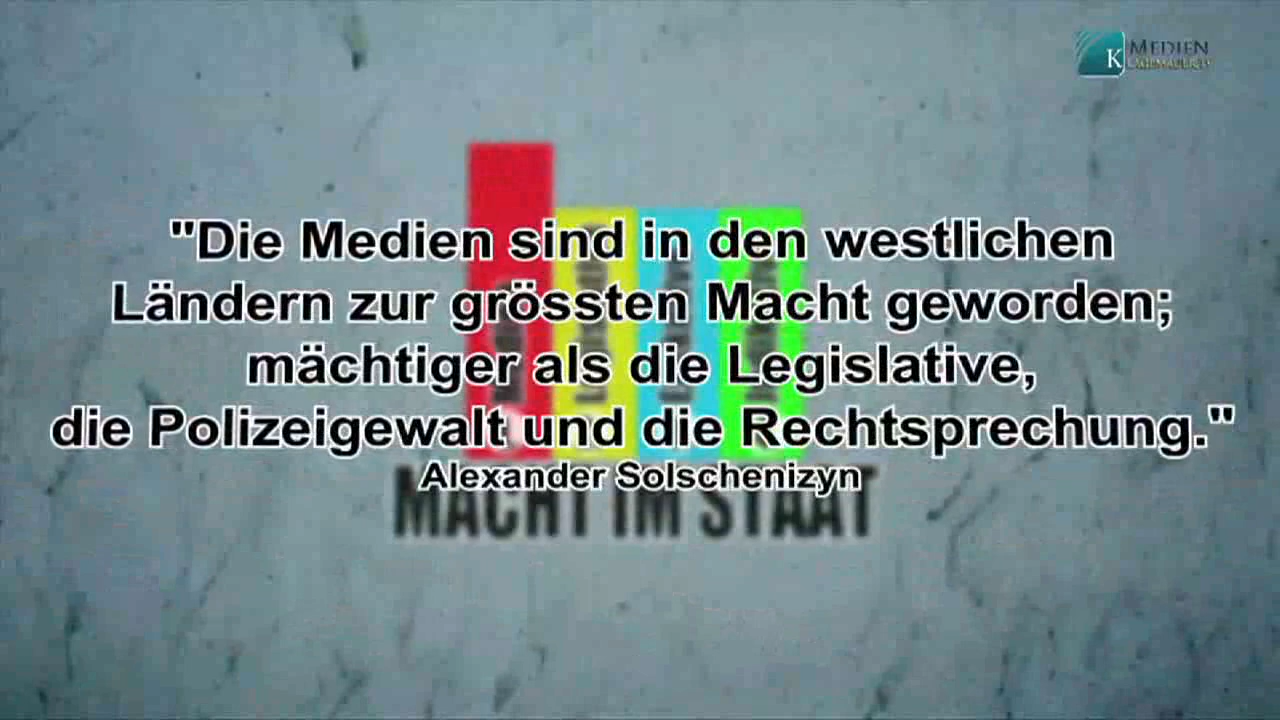 K MEDIEN
"Die Medien sind in den westlichen
Ländern zur grössten Macht geworden;
mächtiger als die Legislative,
die Polizeigewalt und die Rechtsprechung."
Alexander Solschenizyn
MACHT IM STAAT